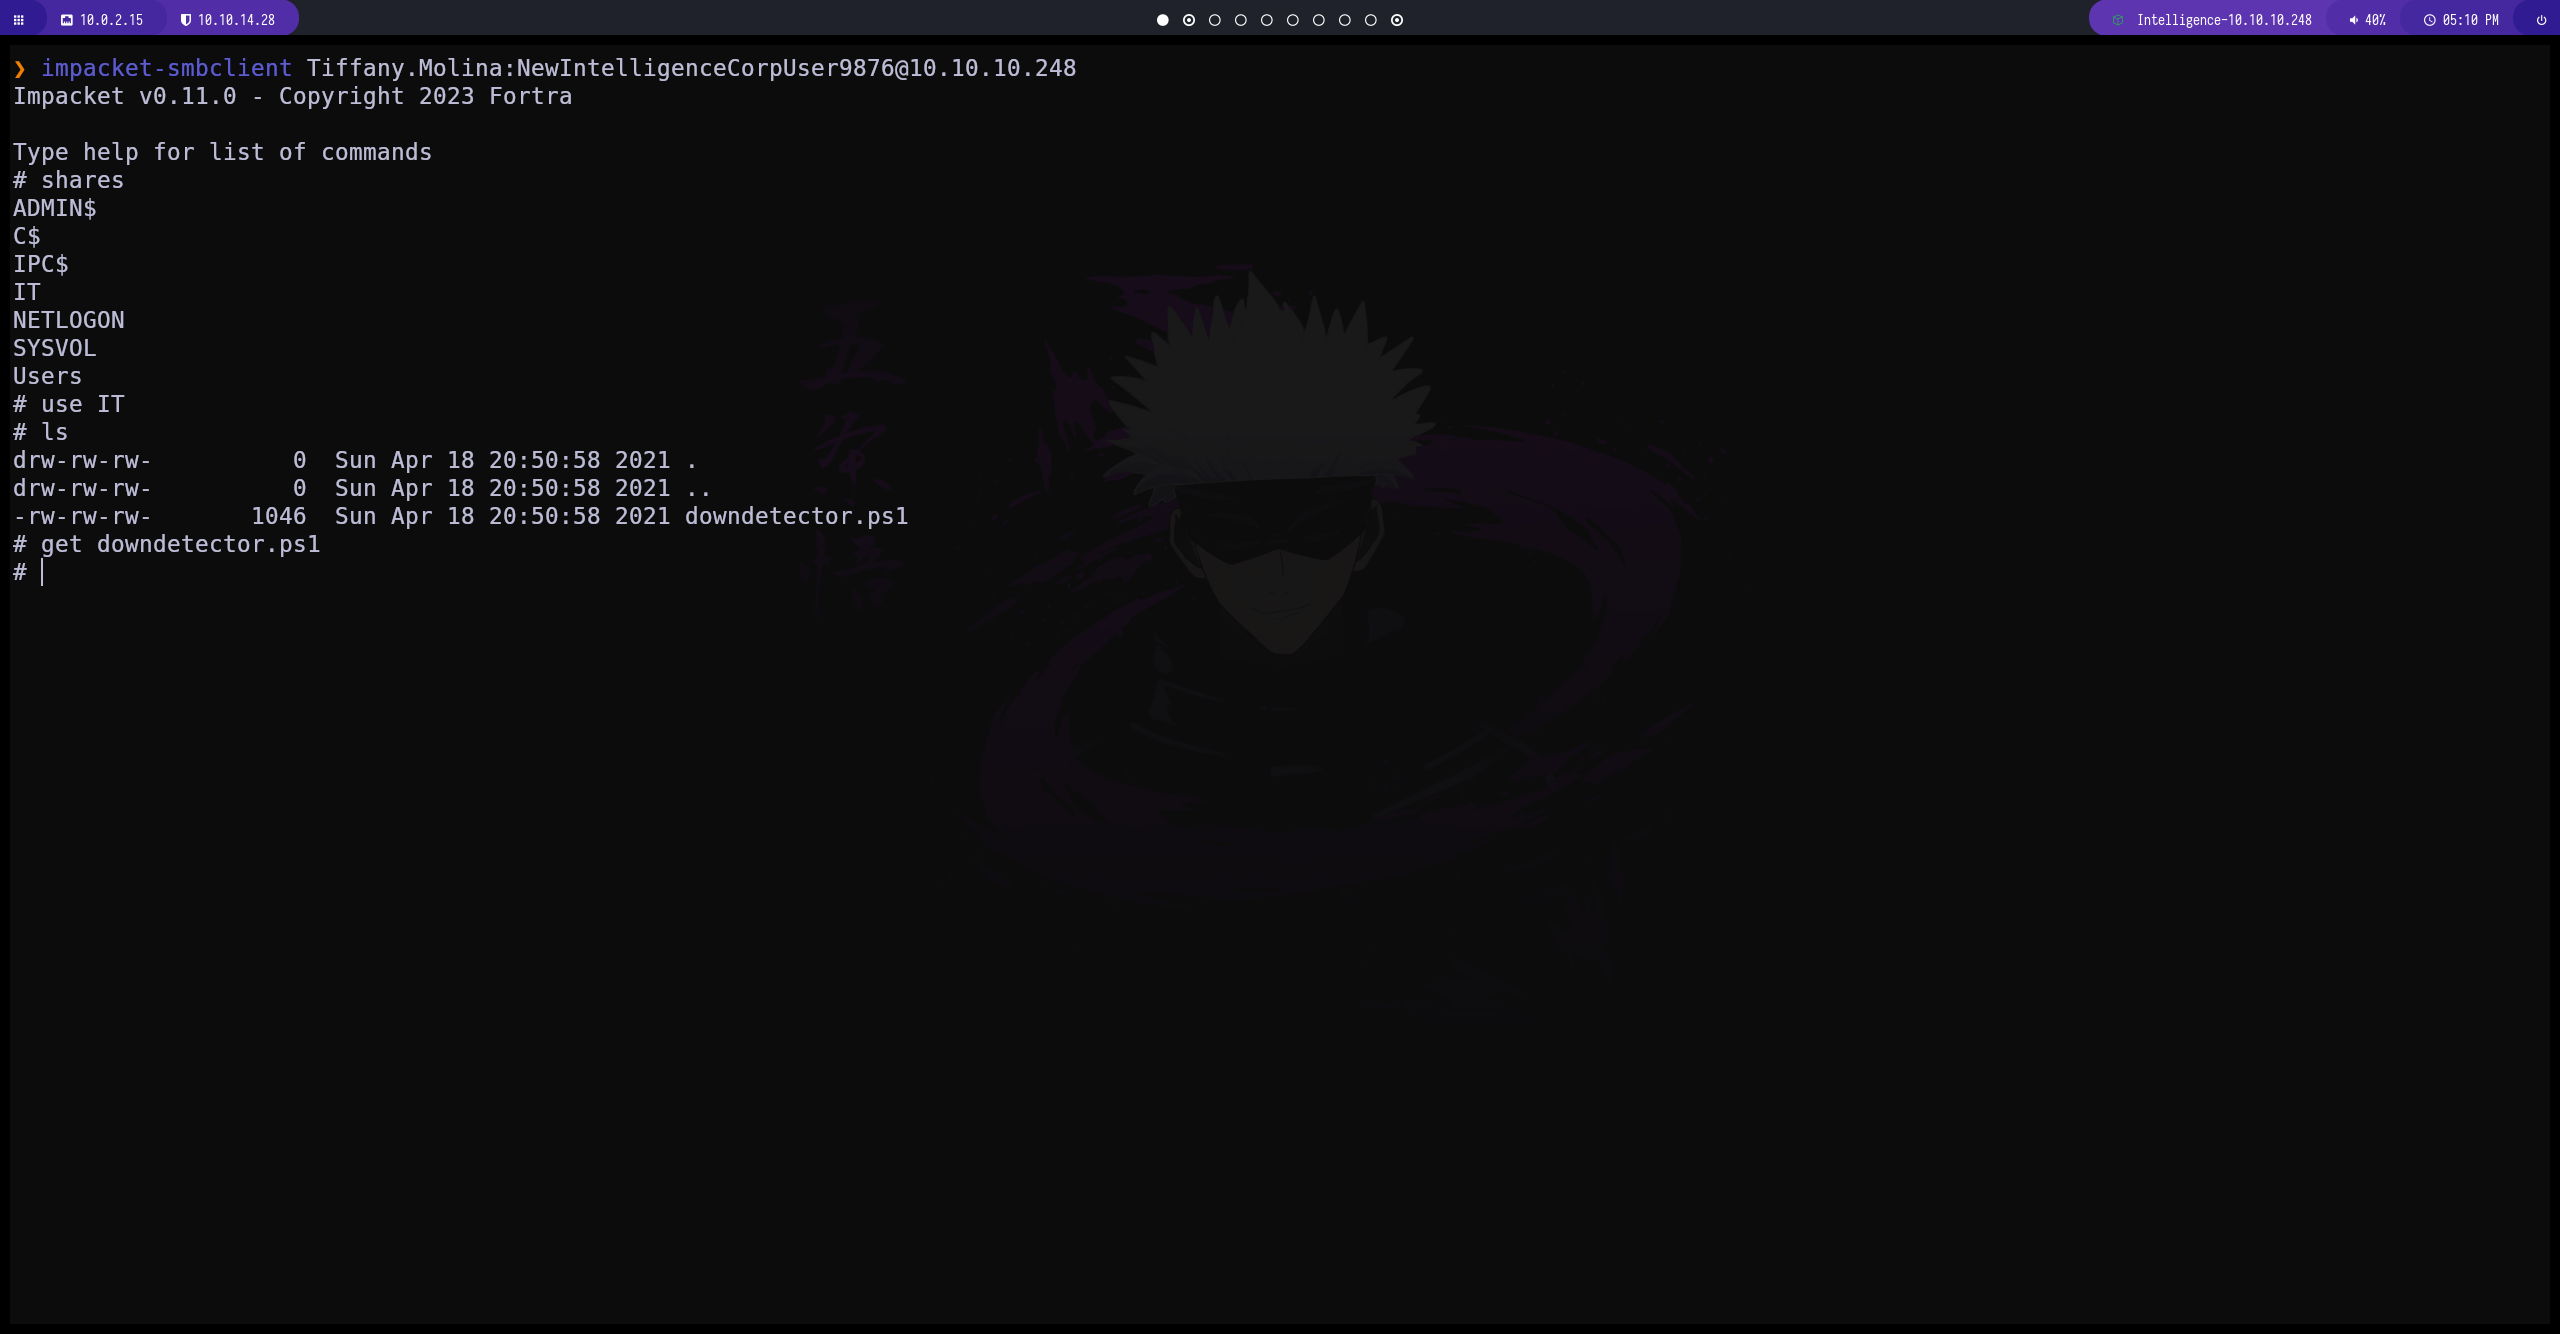 10.0.2.15 10.10.14.28 Intelligence-10.10.10.248 40% 05:10 PM
❯ impacket-smbclient Tiffany.Molina:NewIntelligenceCorpUser9876@10.10.10.248
Impacket v0.11.0 - Copyright 2023 Fortra
Type help for list of commands
# shares
ADMIN$
C$
IPC$
IT
NETLOGON
SYSVOL
Users
# use IT
# ls
drw-rw-rw-          0  Sun Apr 18 20:50:58 2021 .
drw-rw-rw-          0  Sun Apr 18 20:50:58 2021 ..
-rw-rw-rw-       1046  Sun Apr 18 20:50:58 2021 downdetector.ps1
# get downdetector.ps1
#
五
条
悟